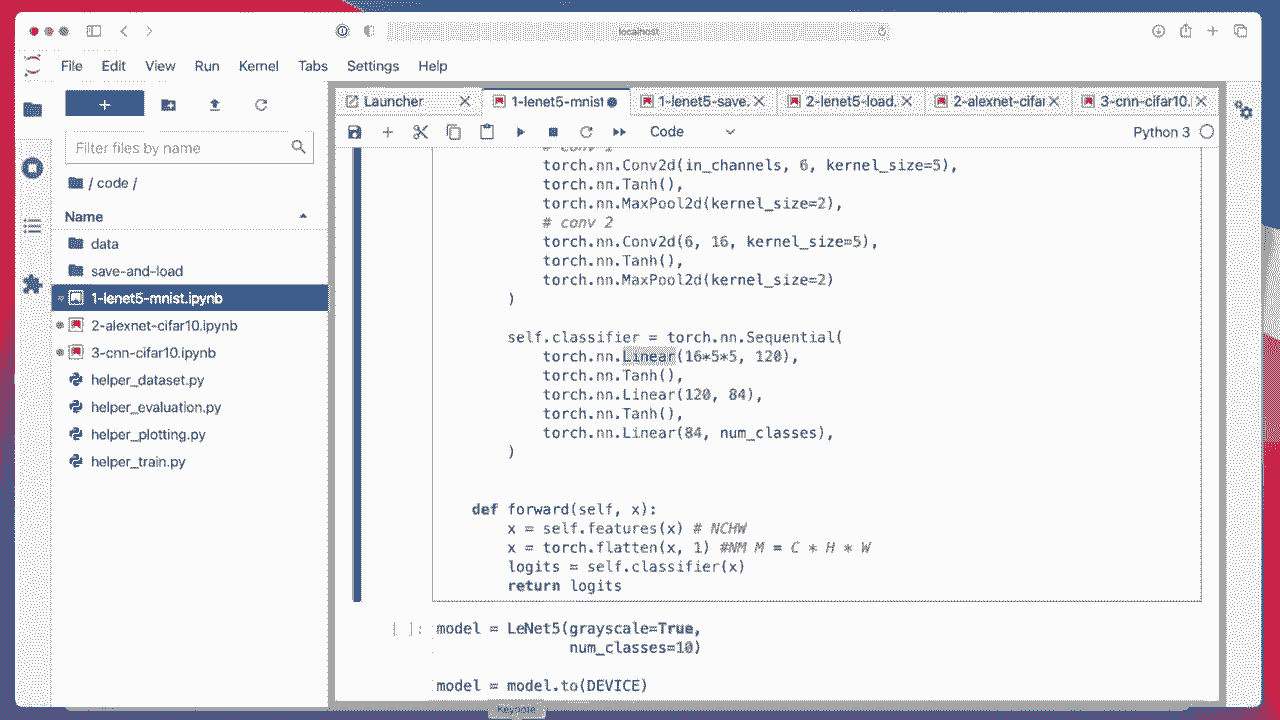 localhost
File Edit View Run Kernel Tabs Settings Help
Launcher
1-lenet5-mnist
1-lenet5-save.
2-lenet5-load.
2-alexnet-cifar
3-cnn-cifar10.
Code
Python 3
Filter files by name
/ code /
Name
data
save-and-load
1-lenet5-mnist.ipynb
2-alexnet-cifar10.ipynb
3-cnn-cifar10.ipynb
helper_dataset.py
helper_evaluation.py
helper_plotting.py
helper_train.py
# conv 1
torch.nn.Conv2d(in_channels, 6, kernel_size=5),
torch.nn.Tanh(),
torch.nn.MaxPool2d(kernel_size=2),
# conv 2
torch.nn.Conv2d(6, 16, kernel_size=5),
torch.nn.Tanh(),
torch.nn.MaxPool2d(kernel_size=2)
)
self.classifier = torch.nn.Sequential(
torch.nn.Linear(16*5*5, 120),
torch.nn.Tanh(),
torch.nn.Linear(120, 84),
torch.nn.Tanh(),
torch.nn.Linear(84, num_classes),
)
def forward(self, x):
x = self.features(x) # NCHW
x = torch.flatten(x, 1) #NM M = C * H * W
logits = self.classifier(x)
return logits
[ ]: model = LeNet5(grayscale=True,
num_classes=10)
model = model.to(DEVICE)
Keynote